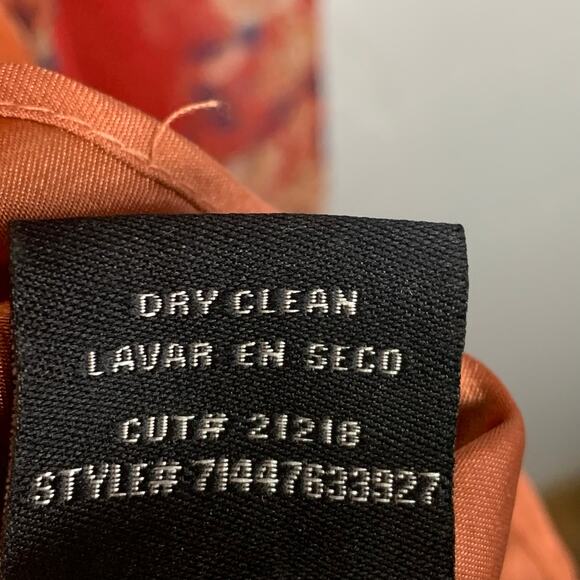 DRY CLEAN
LAVAR EN SECO
CUT# 21218
STYLE# 71447633927